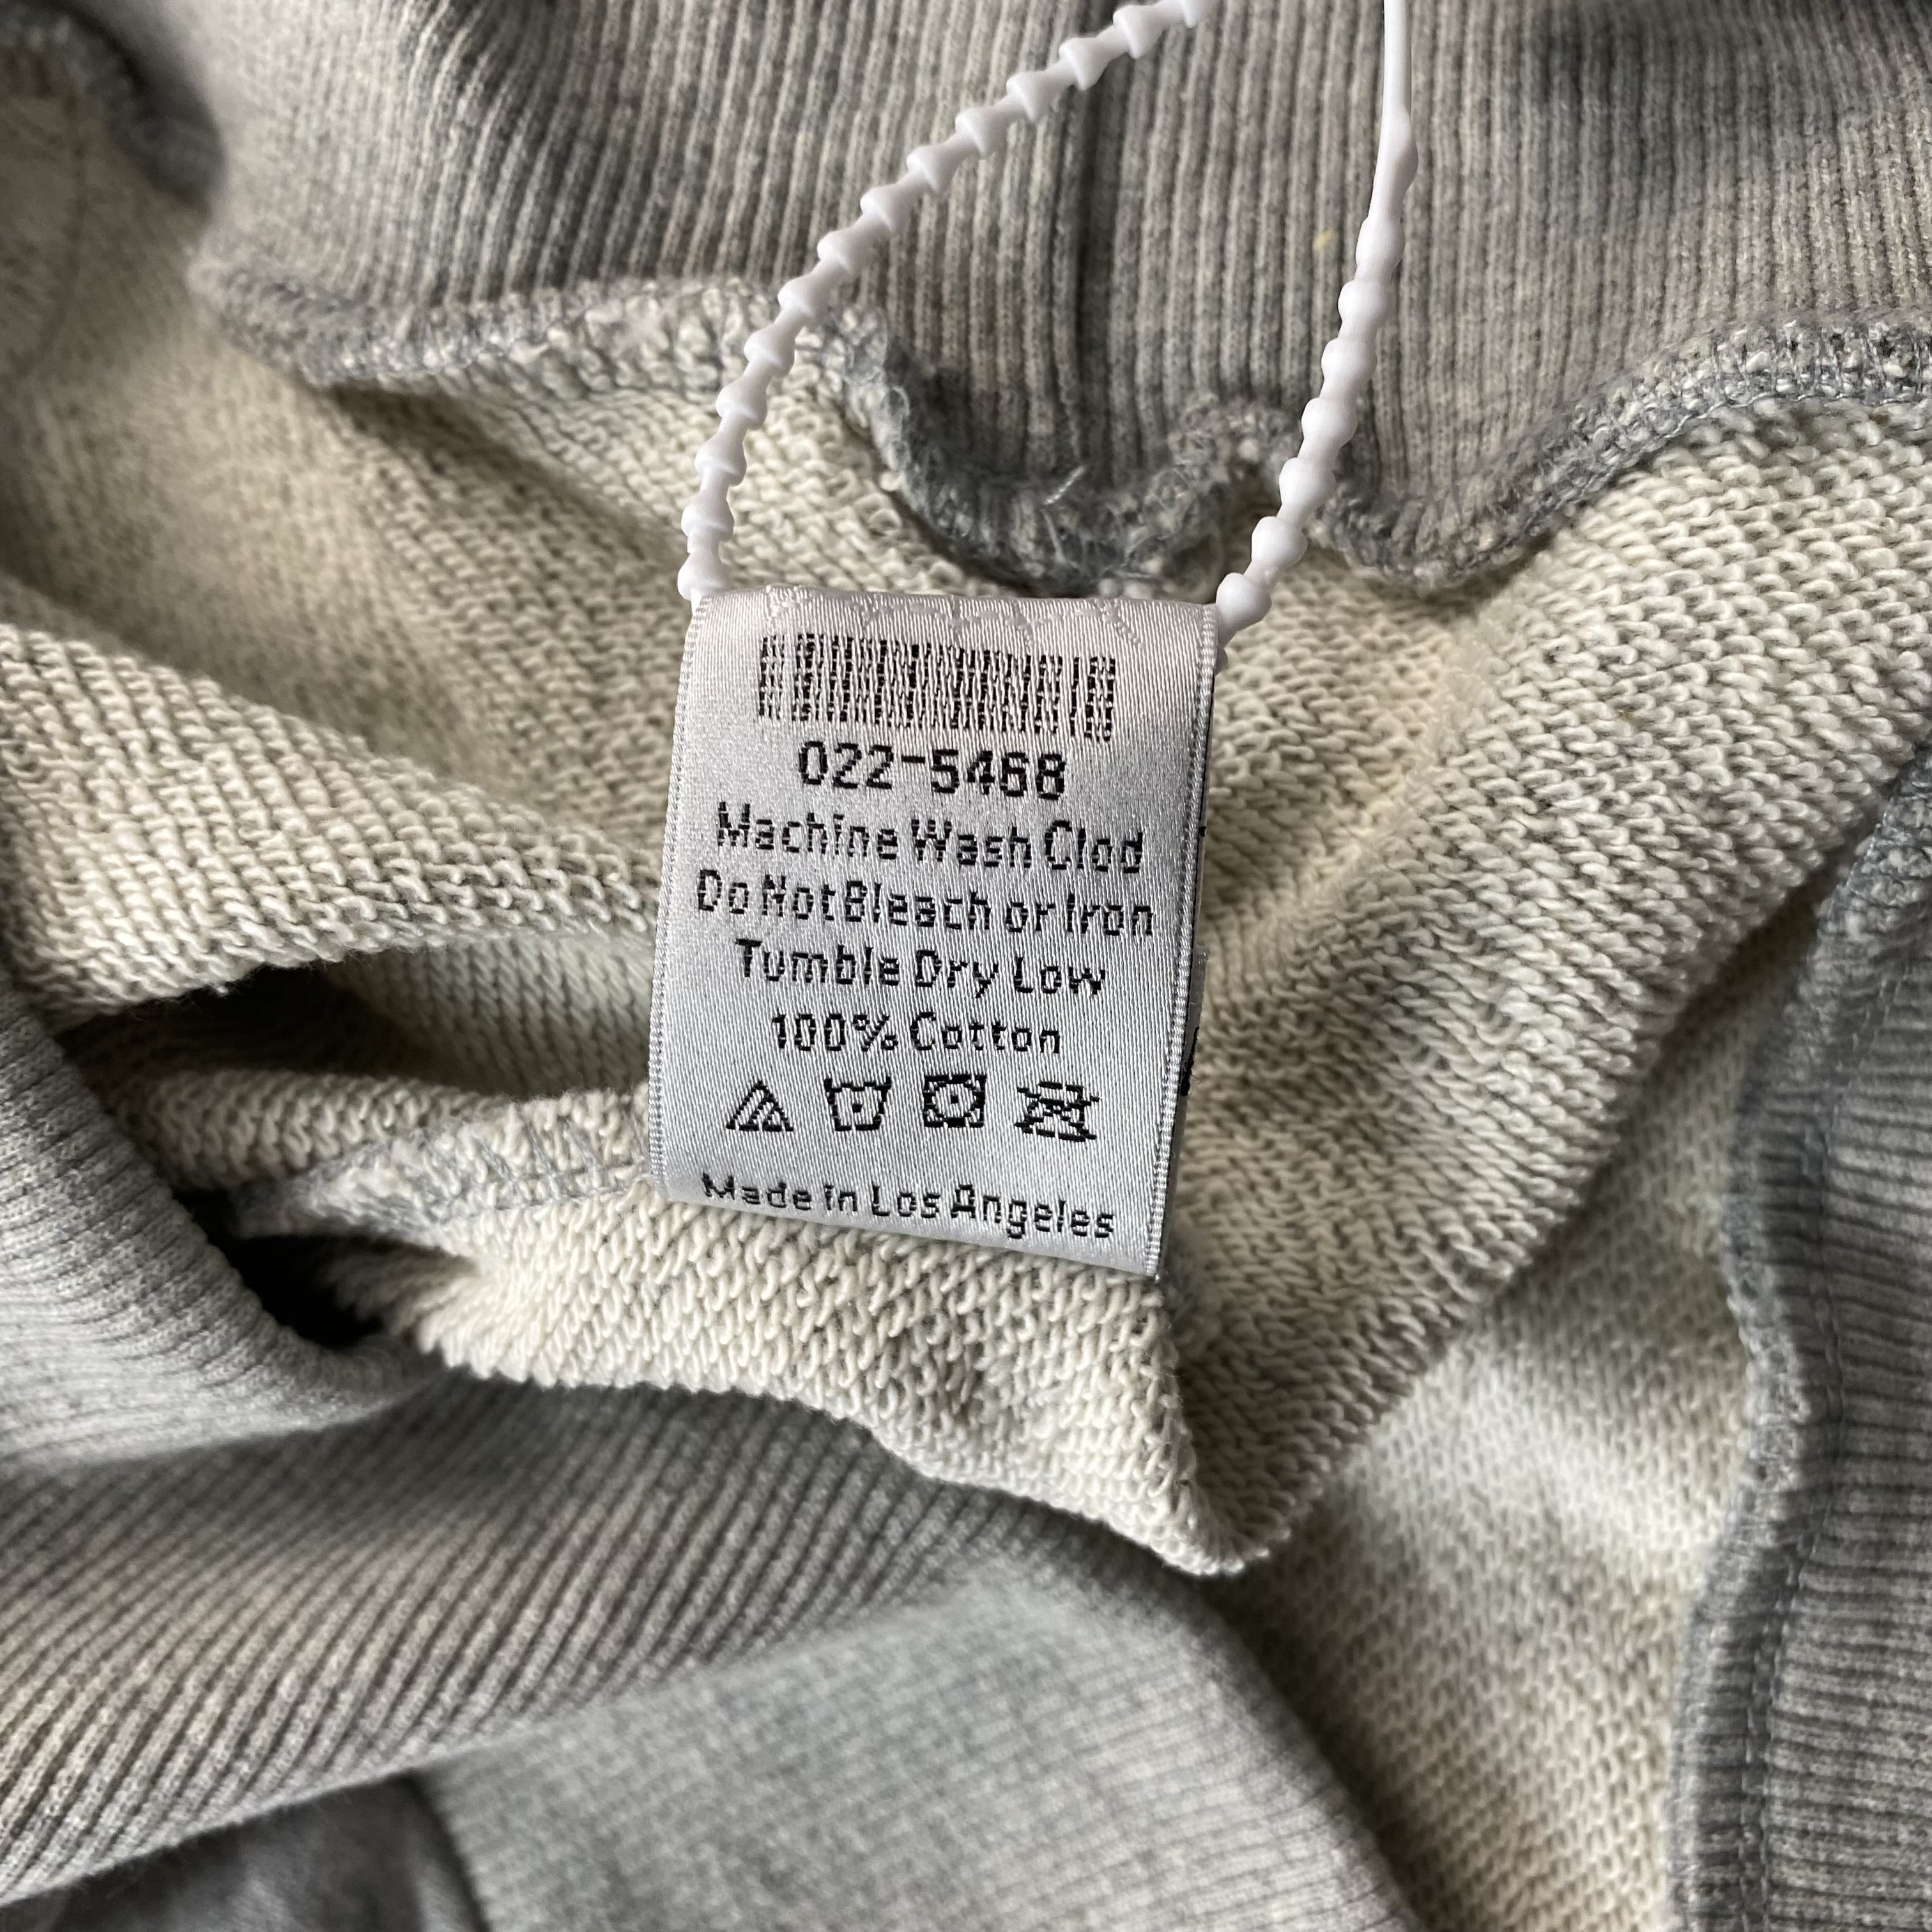 022-5468
Machine Wash Clod
Do Not Bleach or Iron
Tumble Dry Low
100% Cotton
Made in Los Angeles